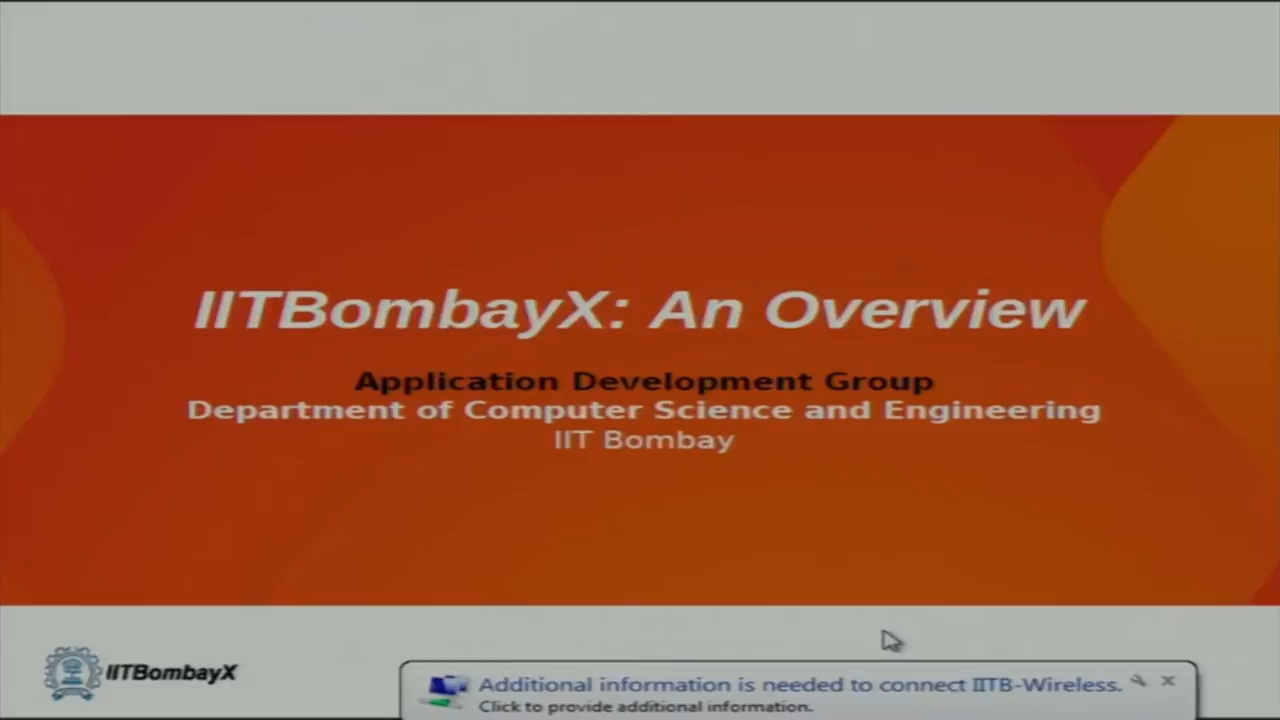 IITBombayX: An Overview
Application Development Group
Department of Computer Science and Engineering
IIT Bombay
IITBombayX
Additional information is needed to connect IITB-Wireless.
Click to provide additional information.